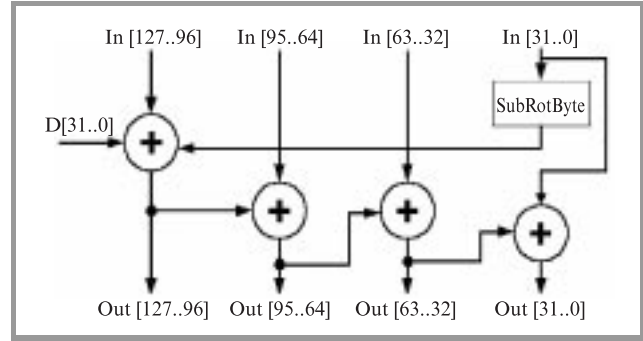 In [127..96] In [95..64] In [63..32] In [31..0]
SubRotByte
D[31..0]
+
+
+
+
Out [127..96] Out [95..64] Out [63..32] Out [31..0]